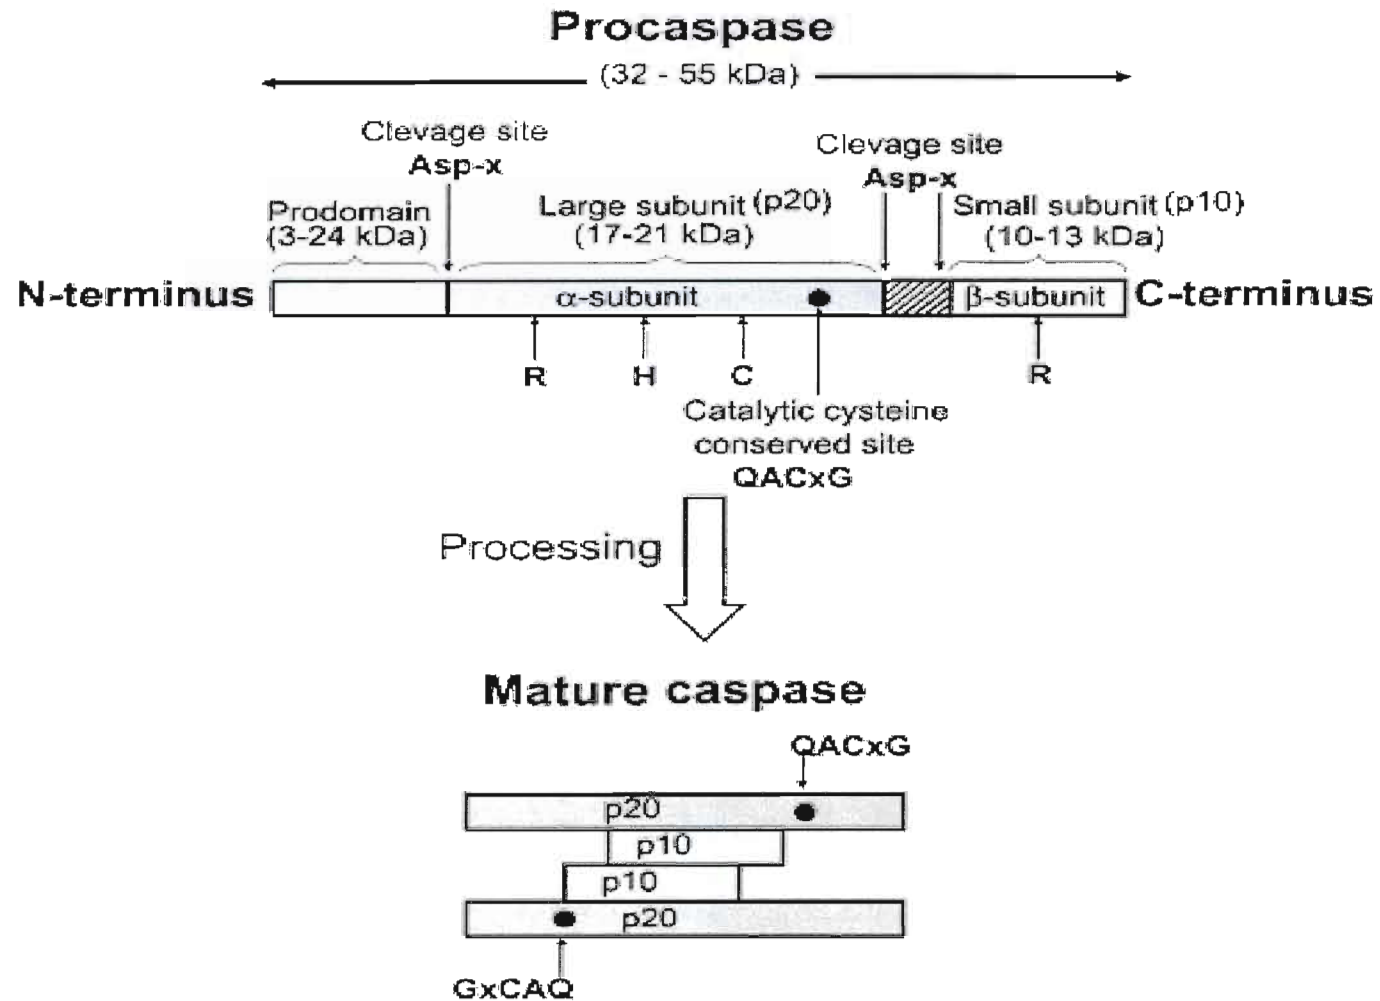 Procaspase
(32 - 55 kDa)
Clevage site
Asp-x
Clevage site
Asp-x
Prodomain
(3-24 kDa)
Large subunit (p20)
(17-21 kDa)
Small subunit (p10)
(10-13 kDa)
N-terminus
α-subunit
β-subunit
C-terminus
R
H
C
R
Catalytic cysteine
conserved site
QACxG
Processing
Mature caspase
QACxG
p20
p10
p10
p20
GxCAQ